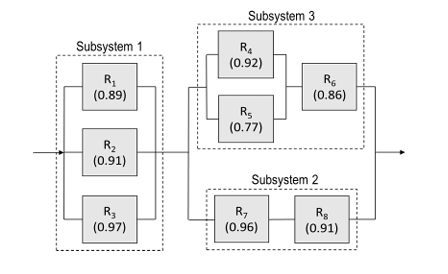 Subsystem 3
Subsystem 1
R₄
(0.92)
R₆
(0.86)
R₁
(0.89)
R₅
(0.77)
R₂
(0.91)
Subsystem 2
R₃
(0.97)
R₇
(0.96)
R₈
(0.91)